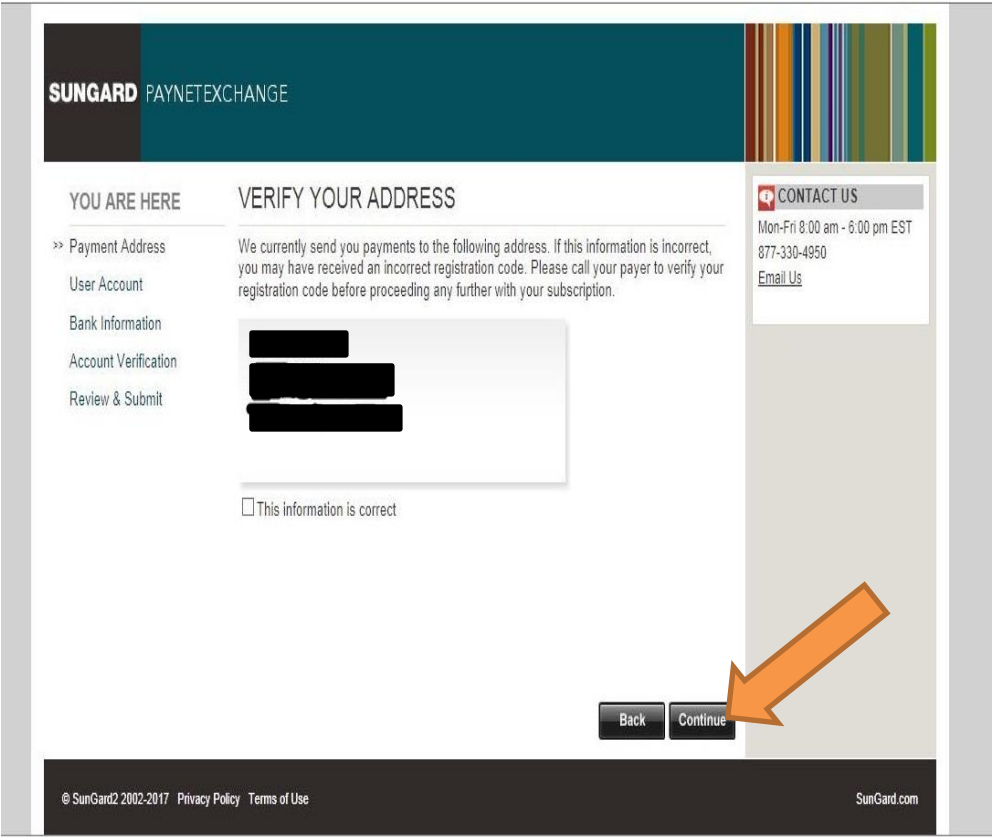 SUNGARD PAYNETEXCHANGE
YOU ARE HERE
>> Payment Address
User Account
Bank Information
Account Verification
Review & Submit
VERIFY YOUR ADDRESS
We currently send you payments to the following address. If this information is incorrect,
you may have received an incorrect registration code. Please call your payer to verify your
registration code before proceeding any further with your subscription.
This information is correct
Back Continue
CONTACT US
Mon-Fri 8:00 am - 6:00 pm EST
877-330-4950
Email Us
© SunGard2 2002-2017 Privacy Policy Terms of Use
SunGard.com